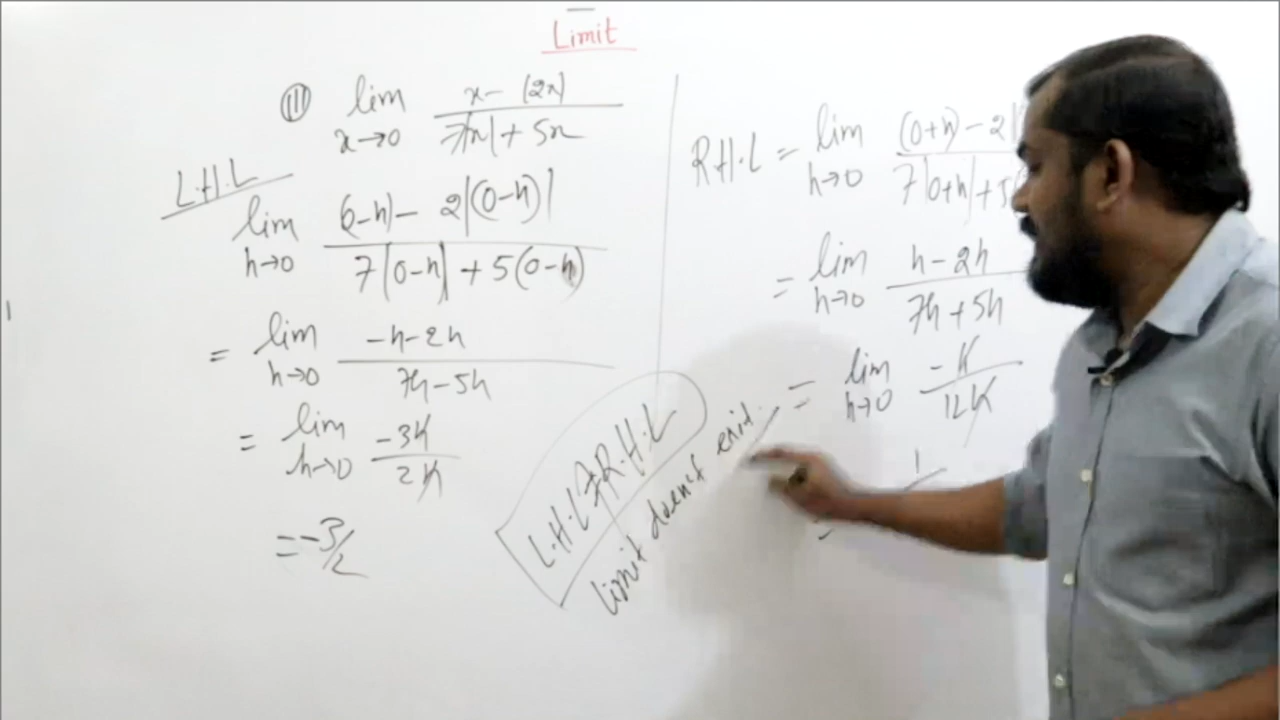 Limit
(III) lim x→0 x - (2x) / 7|x| + 5x
L.H.L
lim h→0 (0-h) - 2|(0-h)| / 7|0-h| + 5(0-h)
= lim h→0 -h-2h / 7h-5h
= lim h→0 -3h / 2h
= -3/2
R.H.L = lim h→0 (0+h) - 2| / 7|0+h| + 5
= lim h→0 h-2h / 7h+5h
= lim h→0 -h / 12h
L.H.L ≠ R.H.L
limit doen't exit.